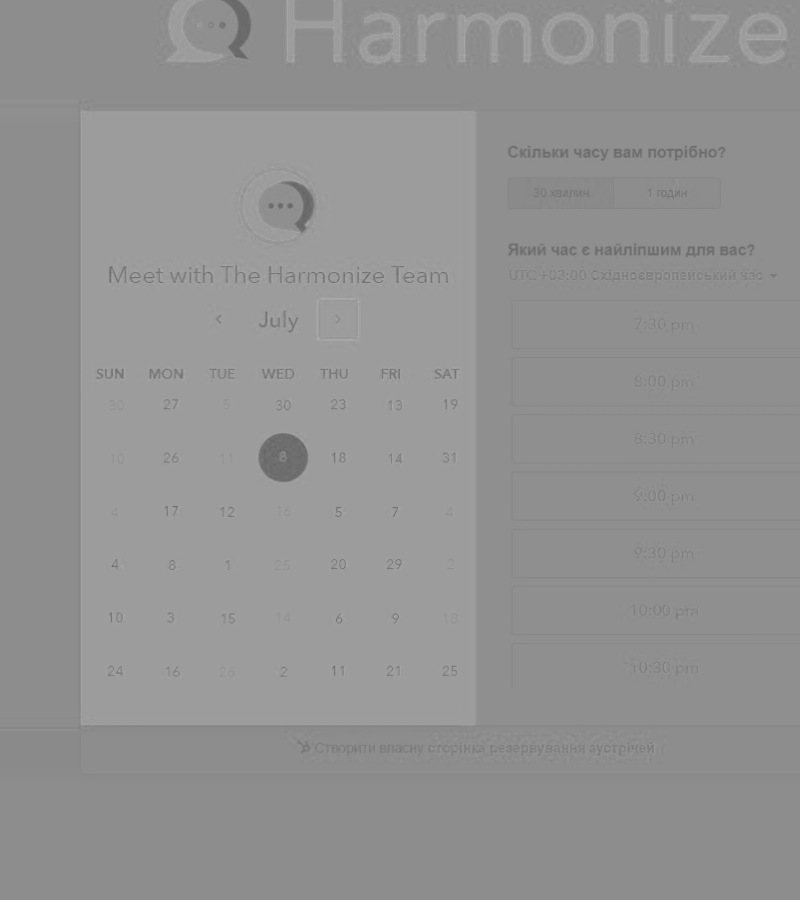 Harmonize
Meet with The Harmonize Team
July
SUN MON TUE WED THU FRI SAT
30 27 5 30 23 13 19
10 26 11 8 18 14 31
4 17 12 16 5 7 4
4 8 1 25 20 29 2
10 3 15 14 6 9 18
24 16 26 2 11 21 25
Скільки часу вам потрібно?
30 хвилин 1 годин
Який час є найліпшим для вас?
UTC +03:00 Східноєвропейський час
7:30 pm
8:00 pm
8:30 pm
9:00 pm
9:30 pm
10:00 pm
10:30 pm
Створити власну сторінка резервування зустрічей